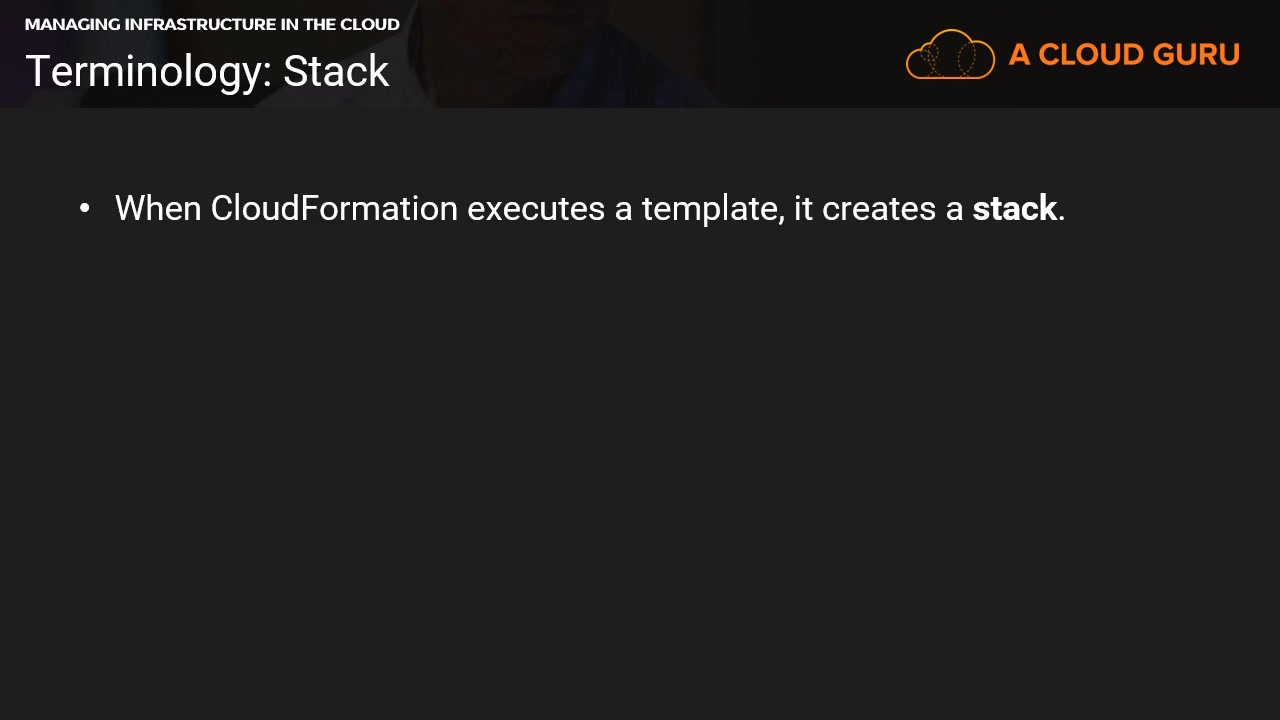 MANAGING INFRASTRUCTURE IN THE CLOUD
Terminology: Stack
A CLOUD GURU
• When CloudFormation executes a template, it creates a stack.